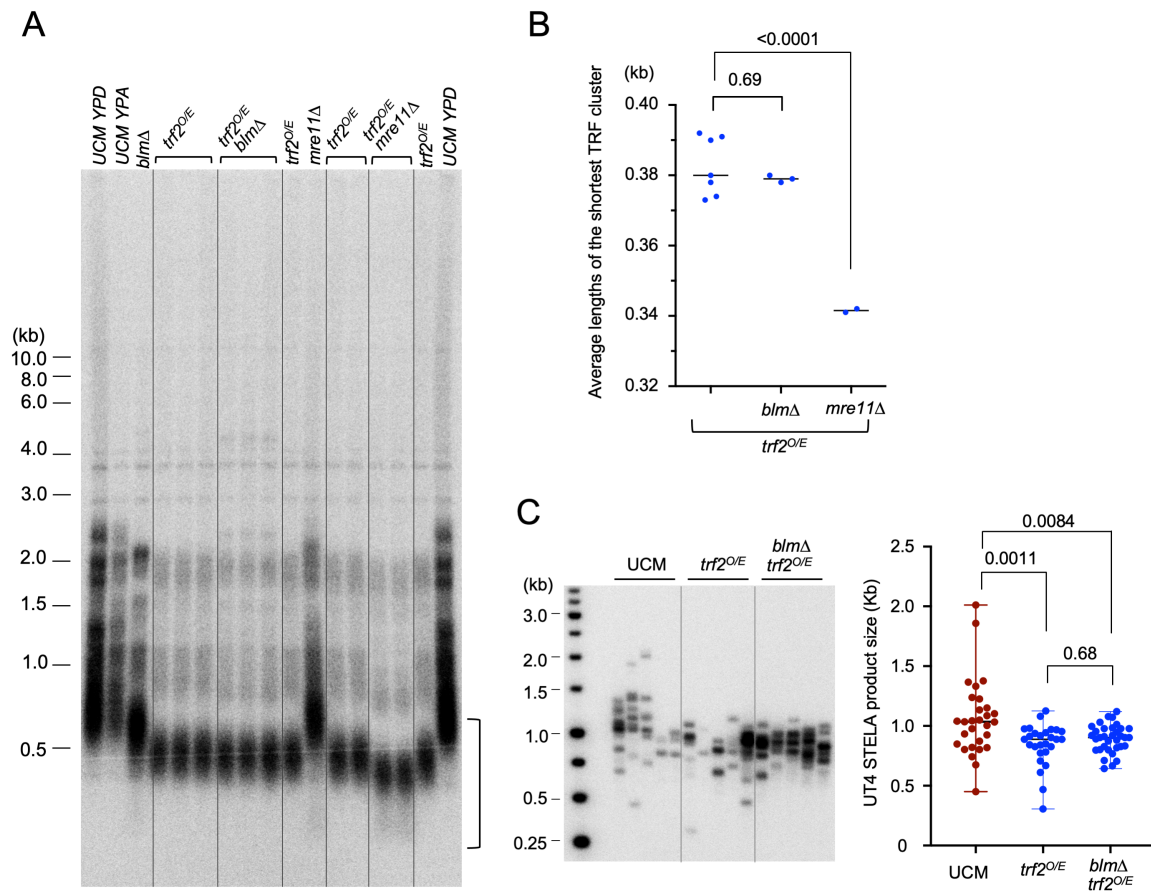 A
UCM YPD
UCM YPA
blmΔ
trf2O/E
trf2O/E
blmΔ
trf2O/E
mre11Δ
trf2O/E
trf2O/E
mre11Δ
trf2O/E
UCM YPD
(kb)
10.0
8.0
6.0
4.0
3.0
2.0
1.5
1.0
0.5
B
<0.0001
(kb)
0.69
0.40
0.38
0.36
0.34
0.32
Average lengths of the shortest TRF cluster
blmΔ
mre11Δ
trf2O/E
C
UCM
trf2O/E
blmΔ
trf2O/E
(kb)
3.0
2.0
1.5
1.0
0.5
0.25
0.0084
0.0011
0.68
2.5
2.0
1.5
1.0
0.5
0
UT4 STELA product size (Kb)
UCM
trf2O/E
blmΔ
trf2O/E